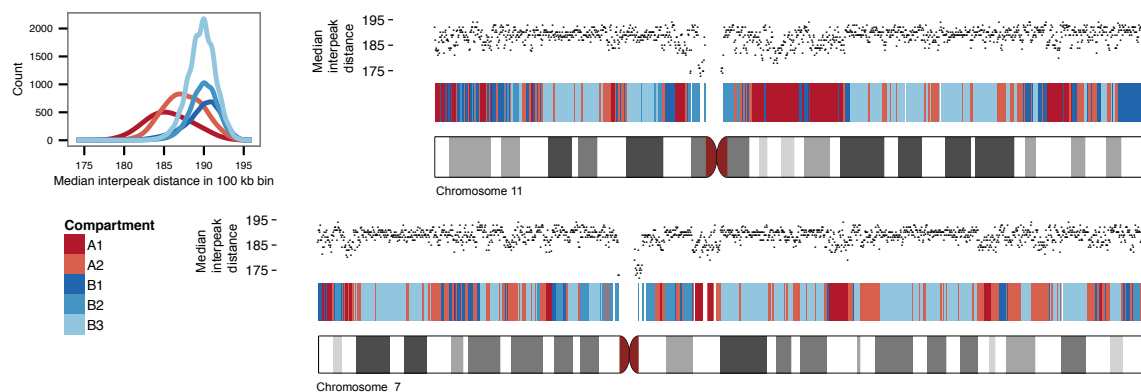 2000
1500
1000
500
0
Count
175 180 185 190 195
Median interpeak distance in 100 kb bin
Compartment
A1
A2
B1
B2
B3
Median
interpeak
distance
195
185
175
Chromosome 11
Median
interpeak
distance
195
185
175
Chromosome 7